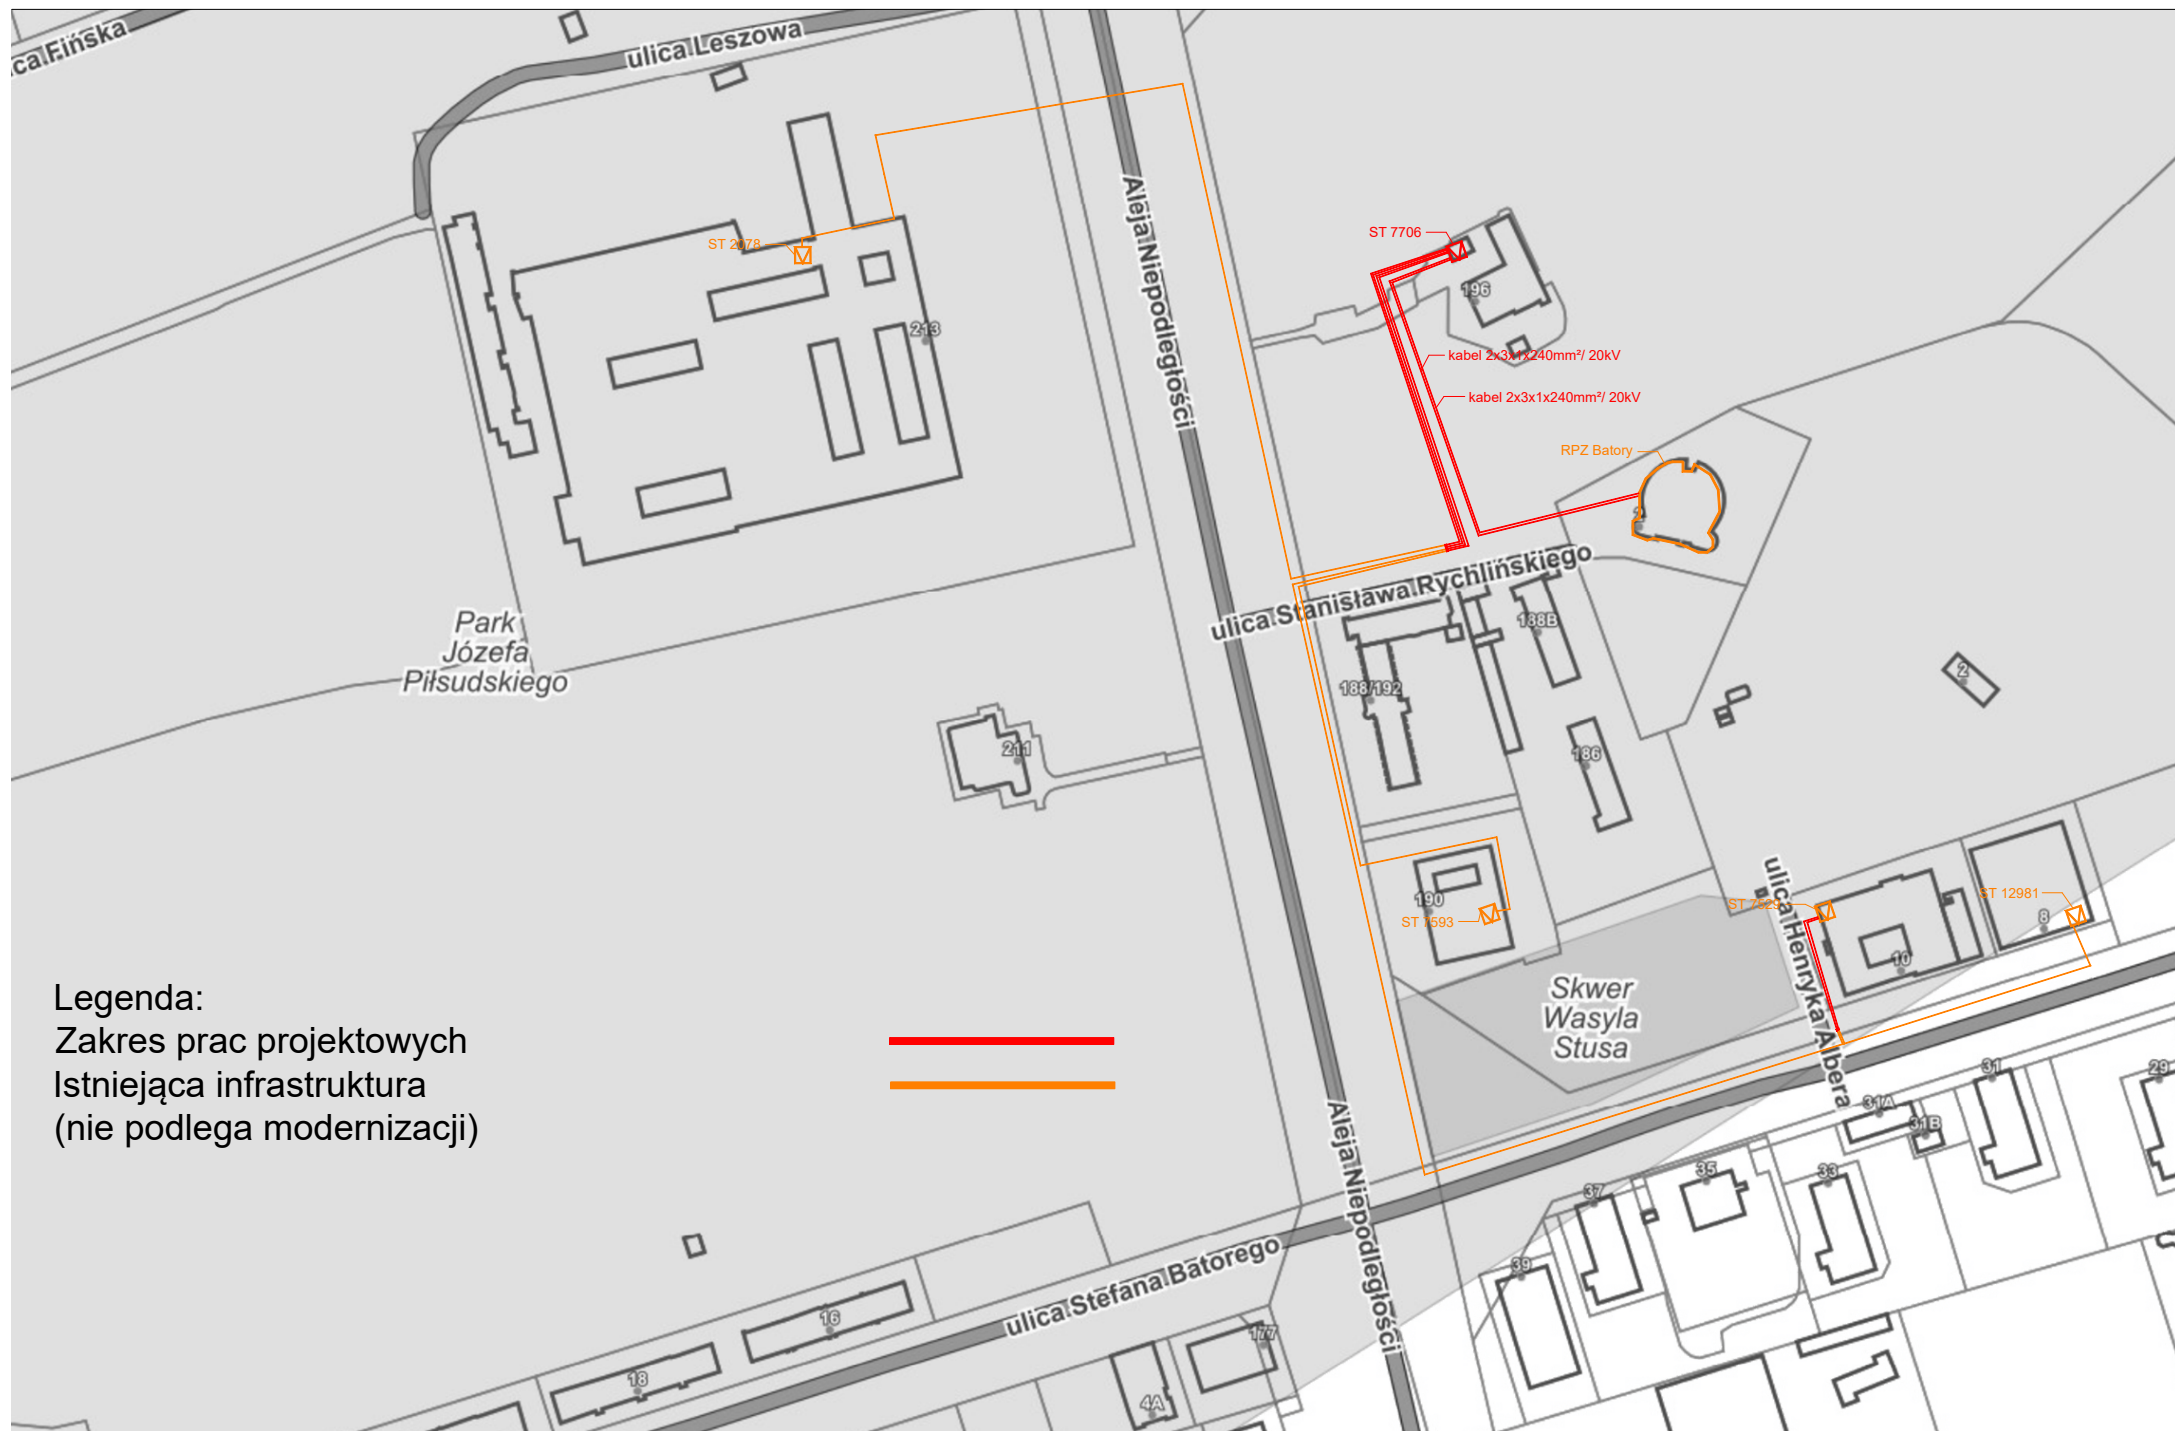 ica Fińska
ulica Leszowa
Aleja Niepodległości
ST 2078
213
ST 7706
196
kabel 2x3x1x240mm²/ 20kV
kabel 2x3x1x240mm²/ 20kV
RPZ Batory
ulica Stanisława Rychlińskiego
188B
188/192
186
2
Park
Józefa
Piłsudskiego
211
190
ST 1593
ulica Henryka Albera
ST 12981
8
10
Skwer
Wasyla
Stusa
Legenda:
Zakres prac projektowych
Istniejąca infrastruktura
(nie podlega modernizacji)
Aleja Niepodległości
31
29
31A
31B
35
33
37
39
ulica Stefana Batorego
16
18
177
4A